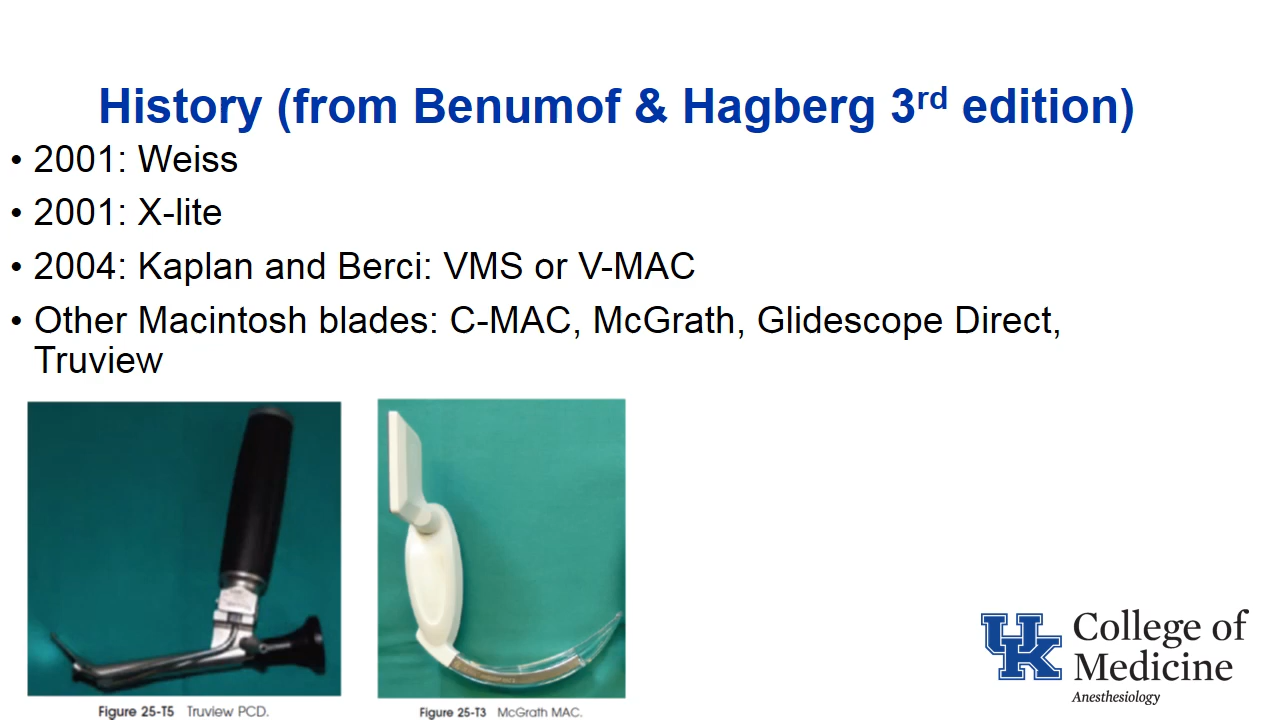 History (from Benumof & Hagberg 3rd edition)
• 2001: Weiss
• 2001: X-lite
• 2004: Kaplan and Berci: VMS or V-MAC
• Other Macintosh blades: C-MAC, McGrath, Glidescope Direct,
Truview
Figure 25-T5 Truview PCD.
Figure 25-T3 McGrath MAC.
UK
College of
Medicine
Anesthesiology